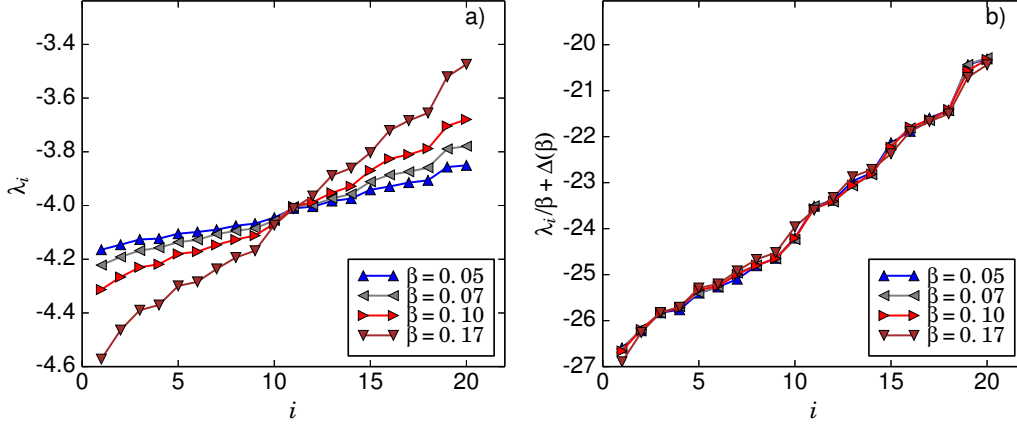 a)
-3.4
-3.6
-3.8
-4.0
-4.2
-4.4
-4.6
λᵢ
0
5
10
15
20
i
β = 0.05
β = 0.07
β = 0.10
β = 0.17
b)
-20
-21
-22
-23
-24
-25
-26
-27
λᵢ/β + Δ(β)
0
5
10
15
20
i
β = 0.05
β = 0.07
β = 0.10
β = 0.17